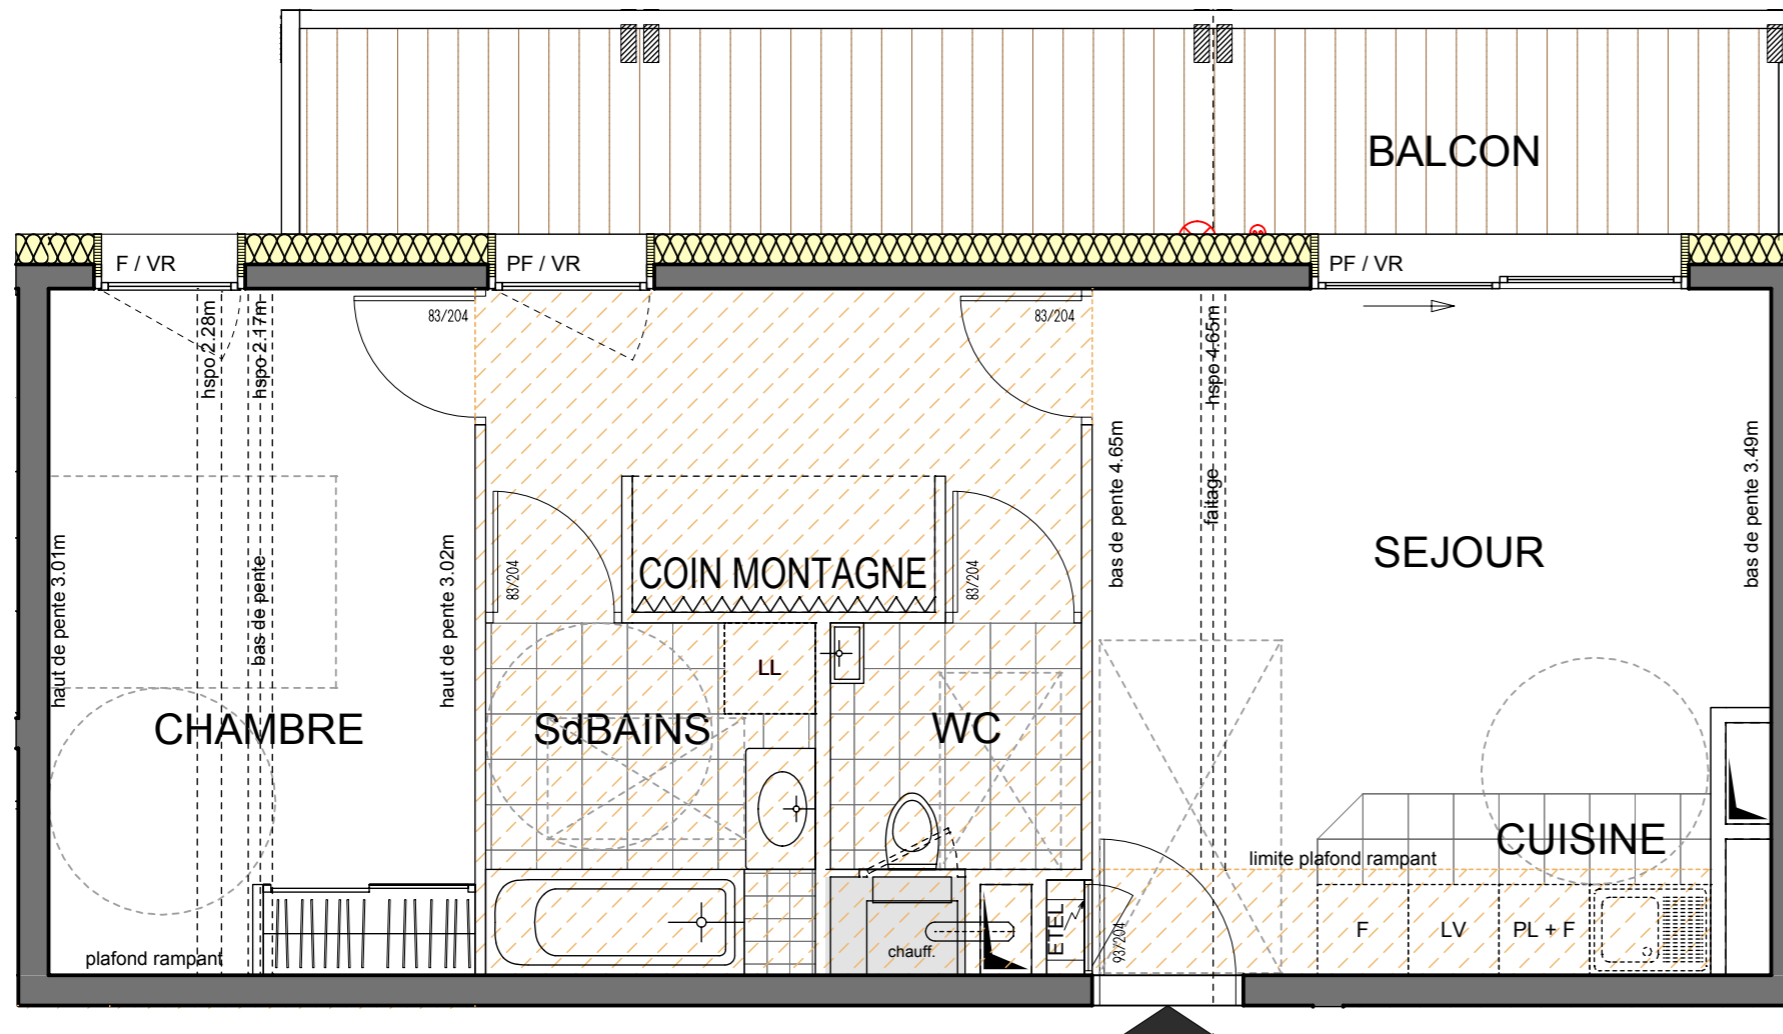 BALCON
F / VR
PF / VR
PF / VR
hspo 2.28m
hspo 2.17m
83/204
83/204
hspo 4.65m
bas de pente 4.65m
faitage
bas de pente 3.49m
haut de pente 3.01m
bas de pente
haut de pente 3.02m
83/204
COIN MONTAGNE
83/204
SEJOUR
LL
CHAMBRE
SdBAINS
WC
CUISINE
limite plafond rampant
plafond rampant
chauff.
ETEL
93/204
F
LV
PL + F